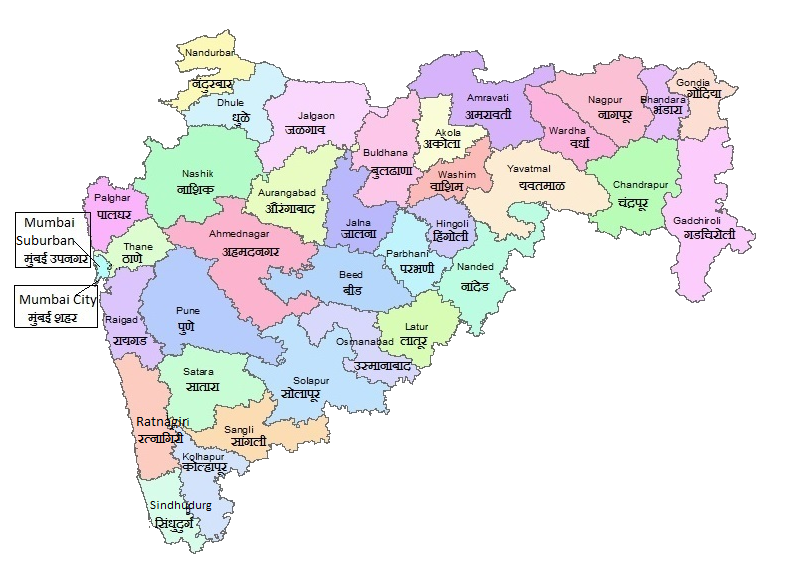 Nandurbar
नंदुरबार
Dhule
धुळे
Jalgaon
जळगाव
Buldhana
बुलढाणा
Akola
अकोला
Amravati
अमरावती
Nagpur
नागपूर
Wardha
वर्धा
Bhandara
भंडारा
Gondia
गोंदिया
Nashik
नाशिक
Aurangabad
औरंगाबाद
Washim
वाशिम
Yavatmal
यवतमाळ
Chandrapur
चंद्रपूर
Gadchiroli
गडचिरोली
Palghar
पालघर
Mumbai
Suburban
मुंबई उपनगर
Thane
ठाणे
Ahmednagar
अहमदनगर
Jalna
जालना
Parbhani
परभणी
Hingoli
हिंगोली
Nanded
नांदेड
Beed
बीड
Mumbai City
मुंबई शहर
Raigad
रायगड
Pune
पुणे
Osmanabad
उस्मानाबाद
Latur
लातूर
Satara
सातारा
Solapur
सोलापूर
Ratnagiri
रत्नागिरी
Sangli
सांगली
Kolhapur
कोल्हापूर
Sindhudurg
सिंधुदुर्ग